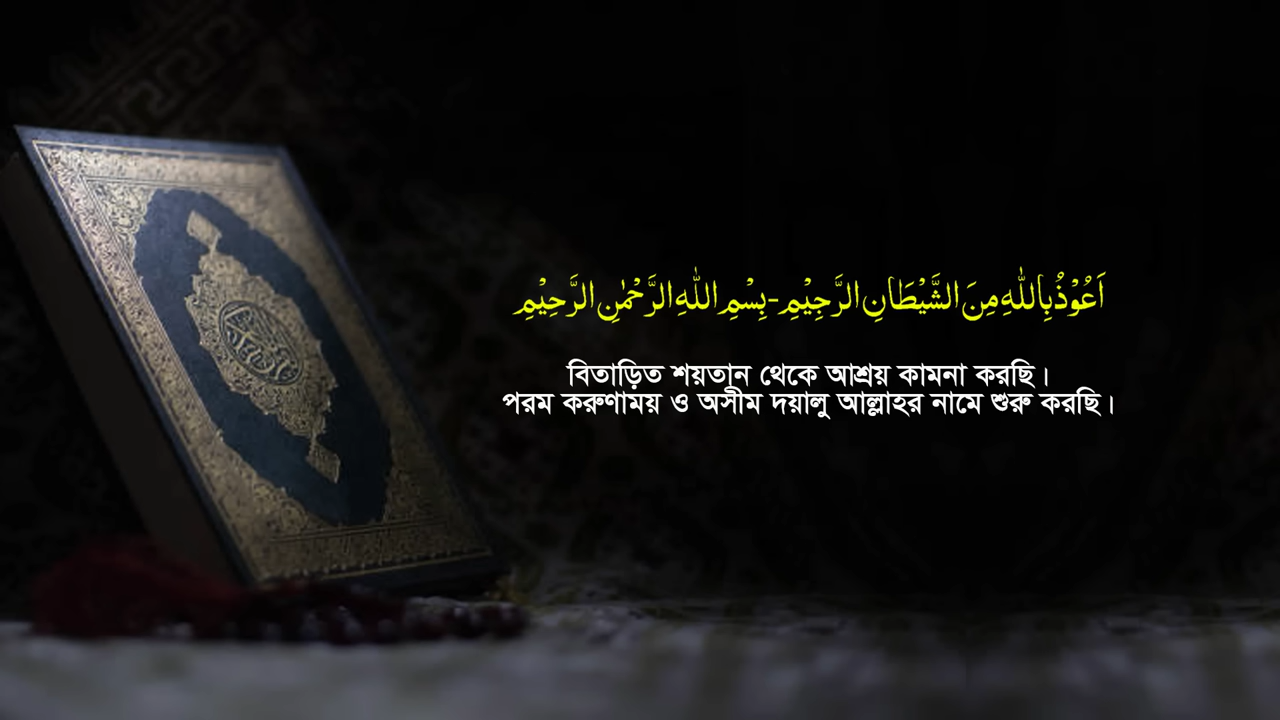 اَعُوْذُ بِاللّٰهِ مِنَ الشَّيْطَانِ الرَّجِيْمِ-بِسْمِ اللّٰهِ الرَّحْمٰنِ الرَّحِيْمِ
বিতাড়িত শয়তান থেকে আশ্রয় কামনা করছি।
পরম করুণাময় ও অসীম দয়ালু আল্লাহর নামে শুরু করছি।